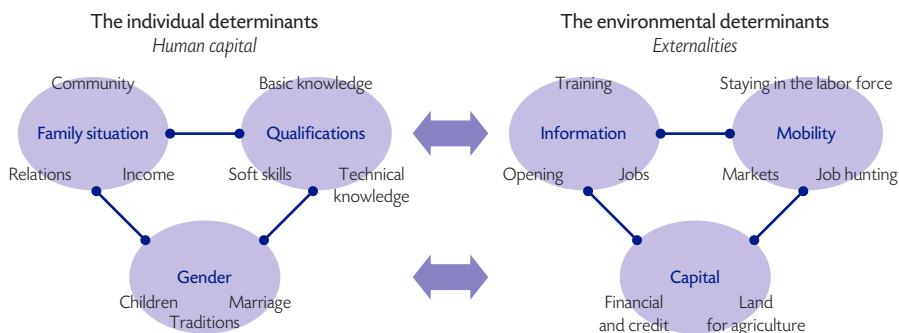 The individual determinants
Human capital
Community
Basic knowledge
Family situation
Qualifications
Relations
Income
Soft skills
Technical
knowledge
Gender
Children
Marriage
Traditions
The environmental determinants
Externalities
Training
Staying in the labor force
Information
Mobility
Opening
Jobs
Markets
Job hunting
Capital
Financial
and credit
Land
for agriculture